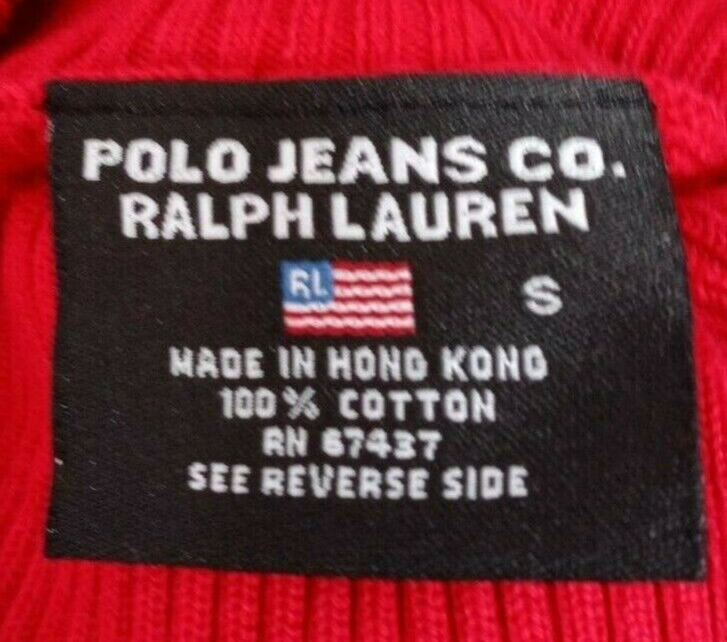 POLO JEANS CO.
RALPH LAUREN
RL
S
MADE IN HONG KONG
100% COTTON
RN 67437
SEE REVERSE SIDE